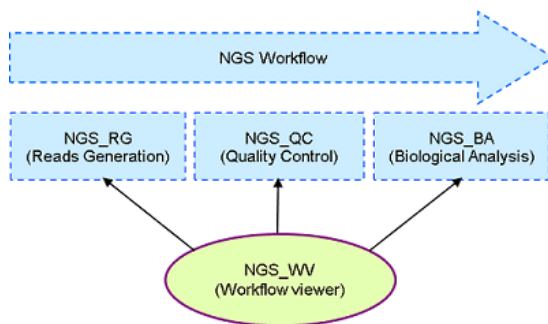 NGS Workflow
NGS_RG
(Reads Generation)
NGS_QC
(Quality Control)
NGS_BA
(Biological Analysis)
NGS_WV
(Workflow viewer)